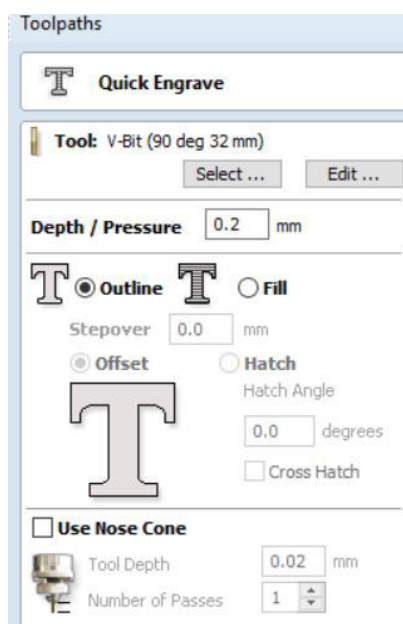 Toolpaths
Quick Engrave
Tool: V-Bit (90 deg 32 mm)
Select ... Edit ...
Depth / Pressure 0.2 mm
Outline Fill
Stepover 0.0 mm
Offset Hatch
Hatch Angle
0.0 degrees
Cross Hatch
Use Nose Cone
Tool Depth 0.02 mm
Number of Passes 1